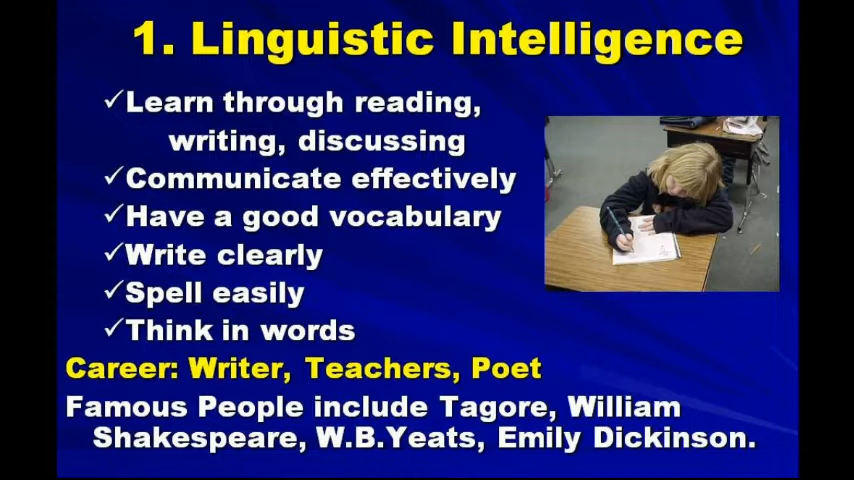 1. Linguistic Intelligence
✓Learn through reading,
writing, discussing
✓Communicate effectively
✓Have a good vocabulary
✓Write clearly
✓Spell easily
✓Think in words
Career: Writer, Teachers, Poet
Famous People include Tagore, William
Shakespeare, W.B.Yeats, Emily Dickinson.